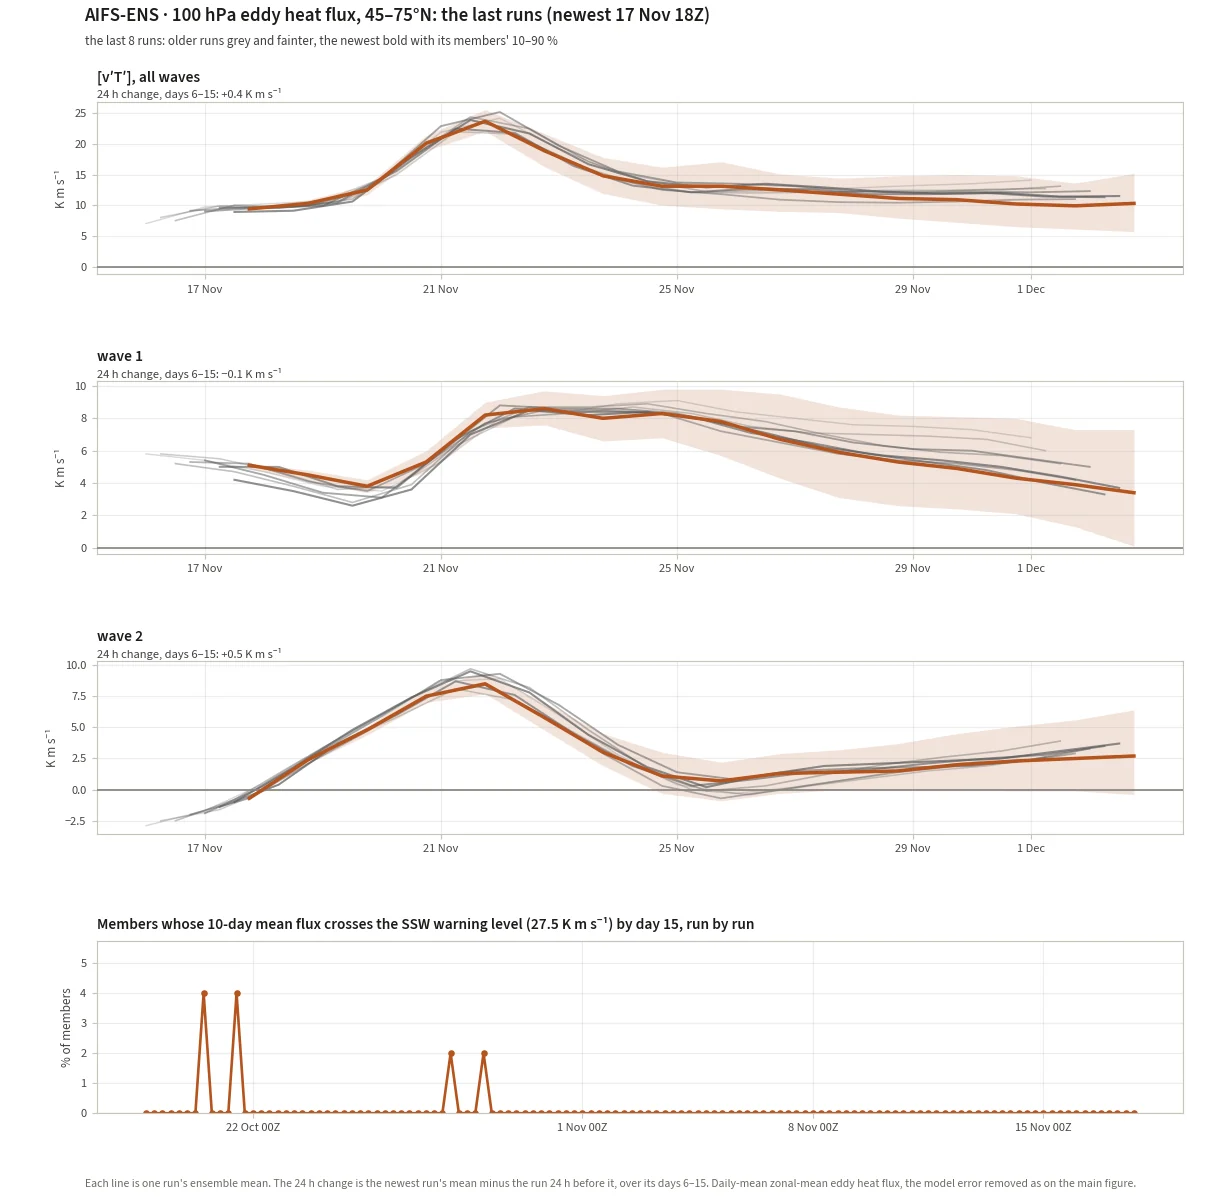 AIFS-ENS · 100 hPa eddy heat flux, 45–75°N: the last runs (newest 17 Nov 18Z)
the last 8 runs: older runs grey and fainter, the newest bold with its members' 10–90 %
[v′T′], all waves
24 h change, days 6–15: +0.4 K m s⁻¹
25
20
15
10
5
0
K m s⁻¹
17 Nov
21 Nov
25 Nov
29 Nov
1 Dec
wave 1
24 h change, days 6–15: −0.1 K m s⁻¹
10
8
6
4
2
0
K m s⁻¹
17 Nov
21 Nov
25 Nov
29 Nov
1 Dec
wave 2
24 h change, days 6–15: +0.5 K m s⁻¹
10.0
7.5
5.0
2.5
0.0
−2.5
K m s⁻¹
17 Nov
21 Nov
25 Nov
29 Nov
1 Dec
Members whose 10-day mean flux crosses the SSW warning level (27.5 K m s⁻¹) by day 15, run by run
5
4
3
2
1
0
% of members
22 Oct 00Z
1 Nov 00Z
8 Nov 00Z
15 Nov 00Z
Each line is one run's ensemble mean. The 24 h change is the newest run's mean minus the run 24 h before it, over its days 6–15. Daily-mean zonal-mean eddy heat flux, the model error removed as on the main figure.